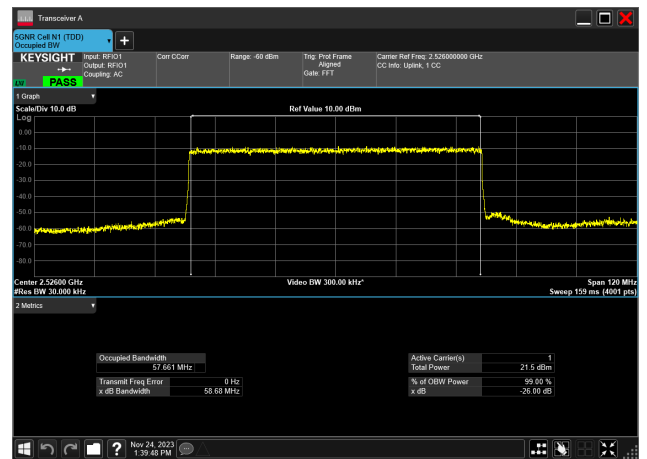 Transceiver A
5GNR Cell N1 (TDD)
Occupied BW
KEYSIGHT
LVI
PASS
Input: RFIO1
Output: RFIO1
Coupling: AC
Corr CCorr
Range: -60 dBm
Trig: Prot Frame
Aligned
Gate: FFT
Carrier Ref Freq: 2.526000000 GHz
CC Info: Uplink, 1 CC
1 Graph
Scale/Div 10.0 dB
Ref Value 10.00 dBm
Log
0.00
-10.0
-20.0
-30.0
-40.0
-50.0
-60.0
-70.0
-80.0
Center 2.52600 GHz
Video BW 300.00 kHz*
Span 120 MHz
#Res BW 30.000 kHz
Sweep 159 ms (4001 pts)
2 Metrics
Occupied Bandwidth
57.661 MHz
Active Carrier(s) 1
Total Power 21.5 dBm
Transmit Freq Error 0 Hz
x dB Bandwidth 58.68 MHz
% of OBW Power 99.00 %
x dB -26.00 dB
Nov 24, 2023
1:39:48 PM